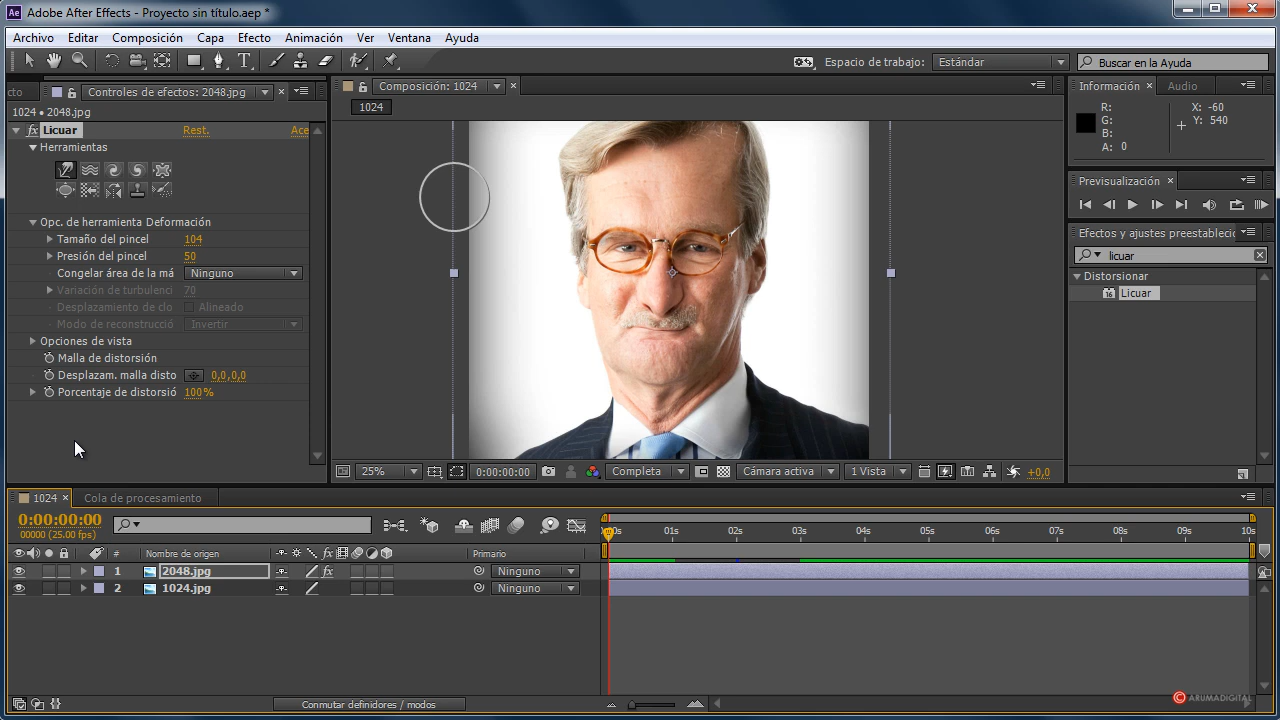 Ae Adobe After Effects - Proyecto sin título.aep *
Archivo Editar Composición Capa Efecto Animación Ver Ventana Ayuda
Espacio de trabajo: Estándar Buscar en la Ayuda
cto Controles de efectos: 2048.jpg
Composición: 1024
Información Audio
1024 • 2048.jpg
1024
fx Licuar Rest. Ace
R: X: -60
G: Y: 540
B:
A: 0
Herramientas
Opc. de herramienta Deformación
Tamaño del pincel 104
Presión del pincel 50
Congelar área de la má Ninguno
Variación de turbulenci 70
Desplazamiento de clo Alineado
Modo de reconstrucció Invertir
Opciones de vista
Malla de distorsión
Desplazam. malla disto 0,0,0,0
Porcentaje de distorsió 100%
Previsualización
Efectos y ajustes preestablecic
licuar
Distorsionar
16 Licuar
25% 0:00:00:00 Completa Cámara activa 1 Vista +0,0
1024 Cola de procesamiento
0:00:00:00
00000 (25.00 fps)
:00s 01s 02s 03s 04s 05s 06s 07s 08s 09s 10s
# Nombre de origen fx Primario
1 2048.jpg fx Ninguno
2 1024.jpg Ninguno
Conmutar definidores / modos
© ARUMADIGITAL